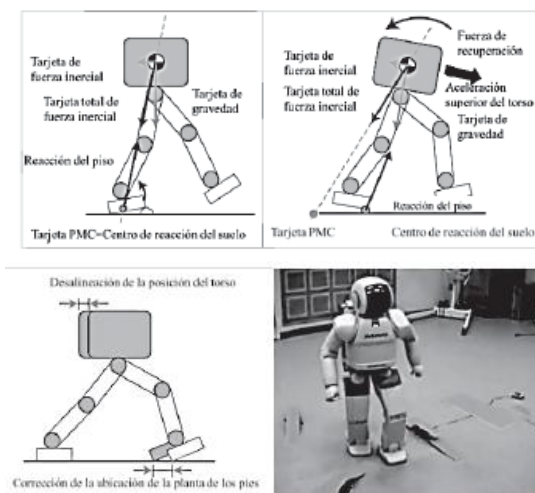 Tarjeta de
fuerza inercial
Tarjeta total de
fuerza inercial
Tarjeta de
gravedad
Reacción del piso
Tarjeta PMC=Centro de reacción del suelo
Fuerza de
recuperación
Tarjeta de
fuerza inercial
Tarjeta total de
fuerza inercial
Aceleración
superior del torso
Tarjeta de
gravedad
Reacción del piso
Tarjeta PMC
Centro de reacción del suelo
Desalineación de la posición del torso
Corrección de la ubicación de la planta de los pies